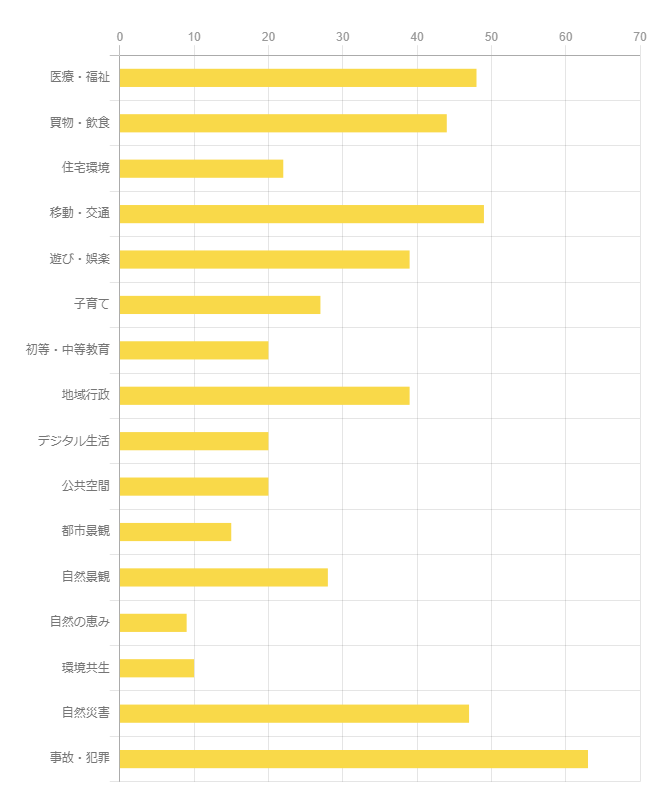 0 10 20 30 40 50 60 70
医療・福祉
買物・飲食
住宅環境
移動・交通
遊び・娯楽
子育て
初等・中等教育
地域行政
デジタル生活
公共空間
都市景観
自然景観
自然の恵み
環境共生
自然災害
事故・犯罪